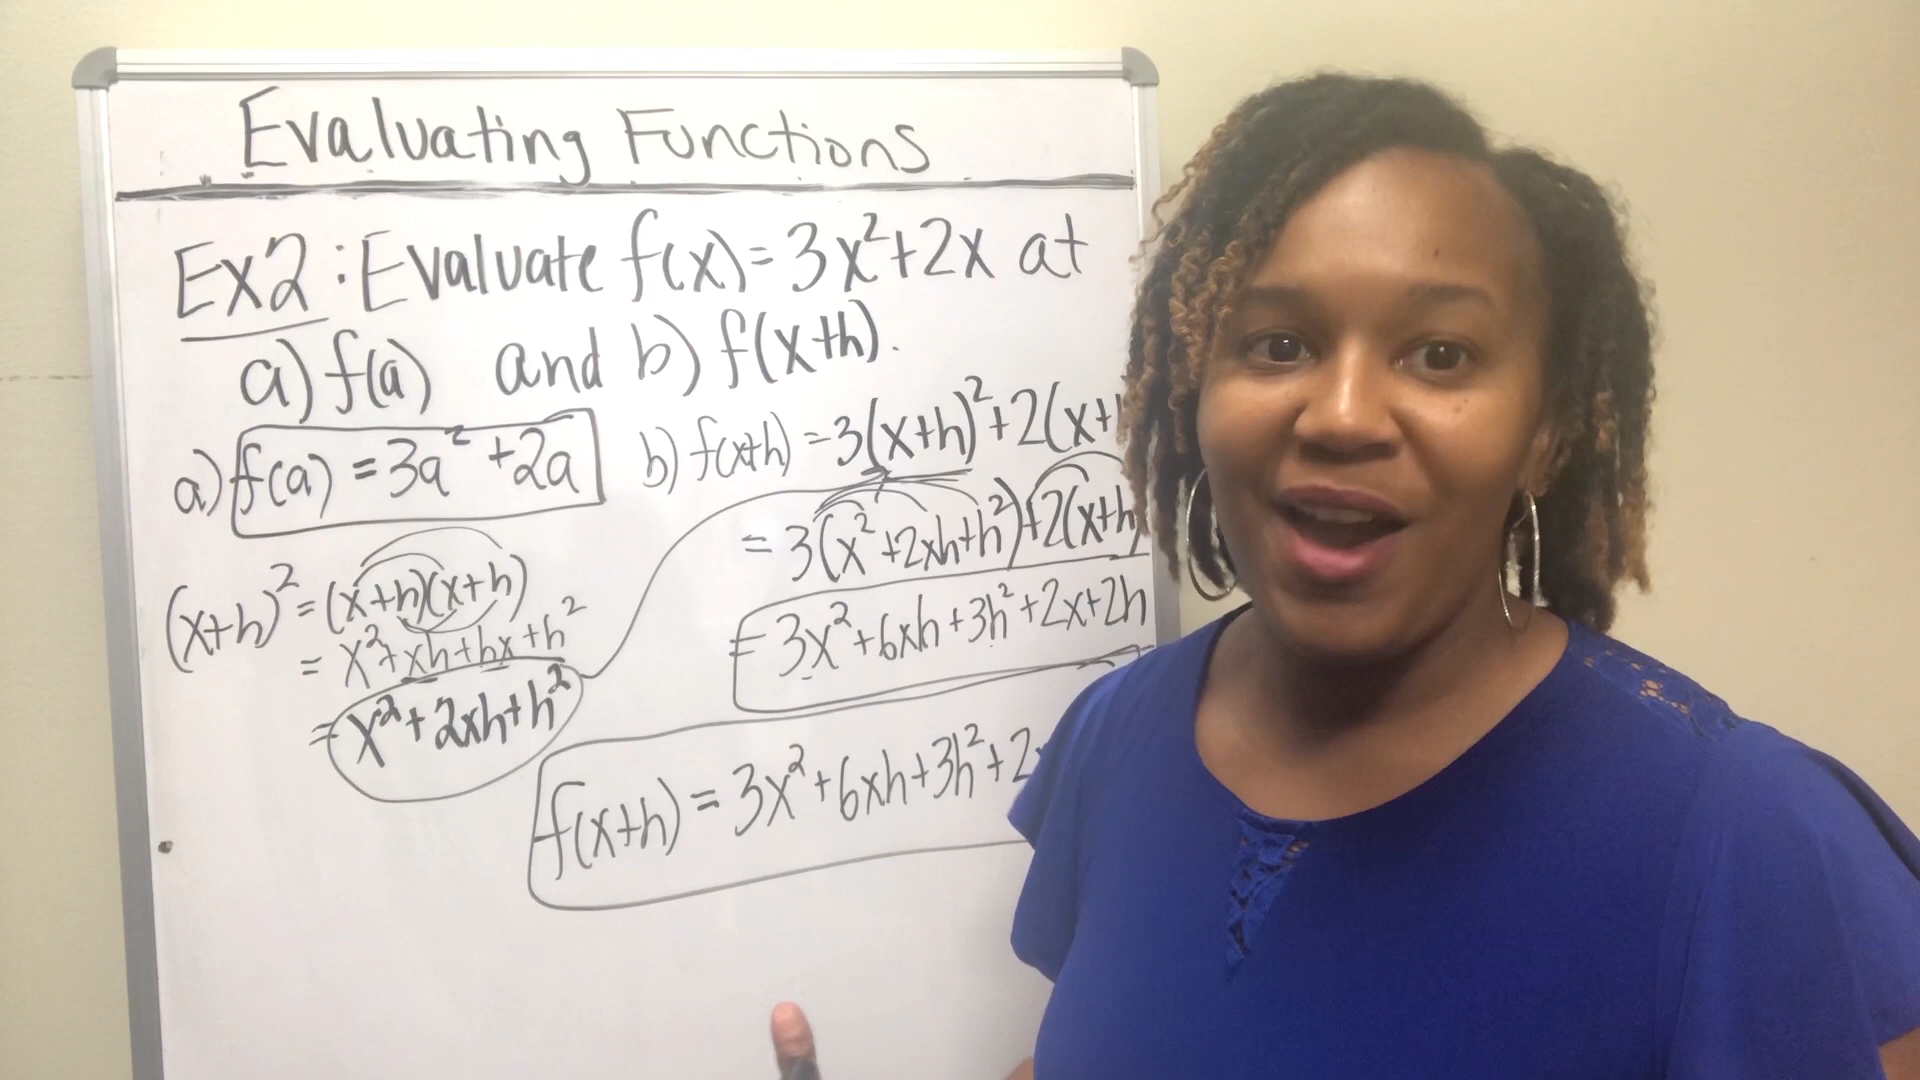 Evaluating Functions
Ex2: Evaluate f(x)=3x²+2x at
a) f(a) and b) f(x+h).
a) f(a) = 3a² +2a
b) f(x+h) = 3(x+h)²+2(x+
= 3(x²+2xh+h²)+2(x+h
= 3x²+6xh+3h²+2x+2h
f(x+h) = 3x²+6xh+3h²+2
(x+h)² = (x+h)(x+h)
= x²+xh+hx+h²
= x²+2xh+h²